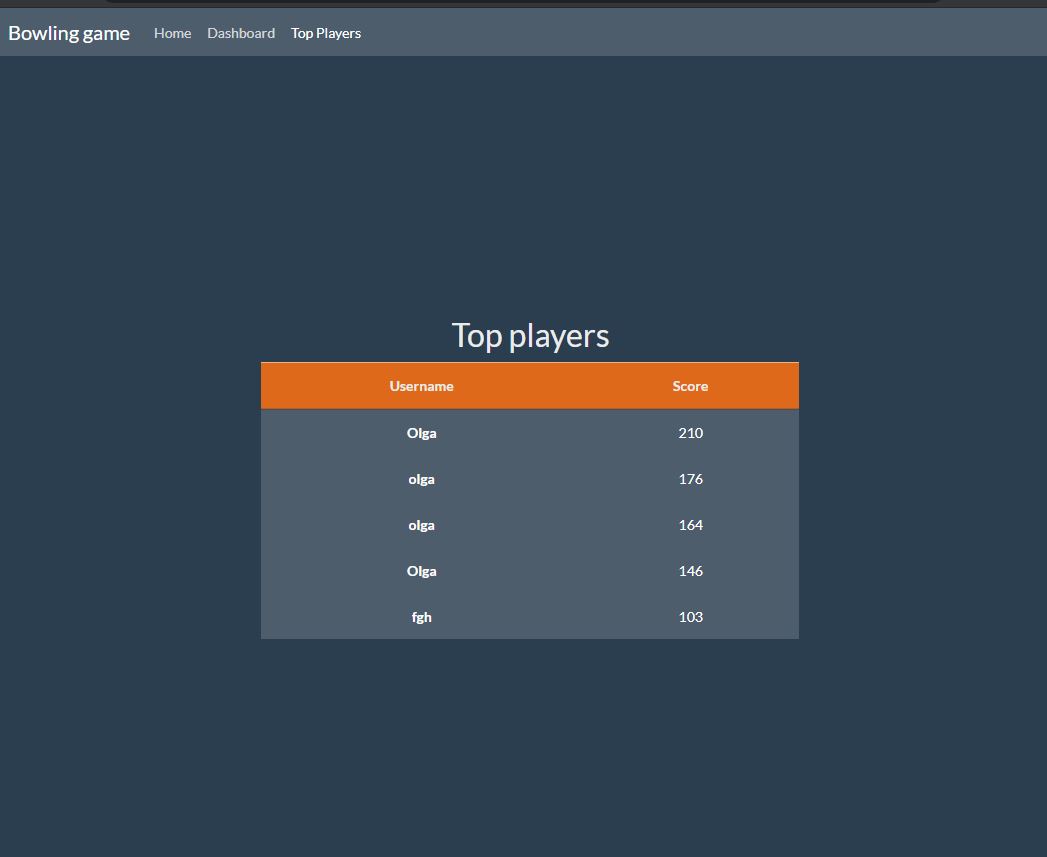 Bowling game Home Dashboard Top Players
Top players
Username Score
Olga 210
olga 176
olga 164
Olga 146
fgh 103